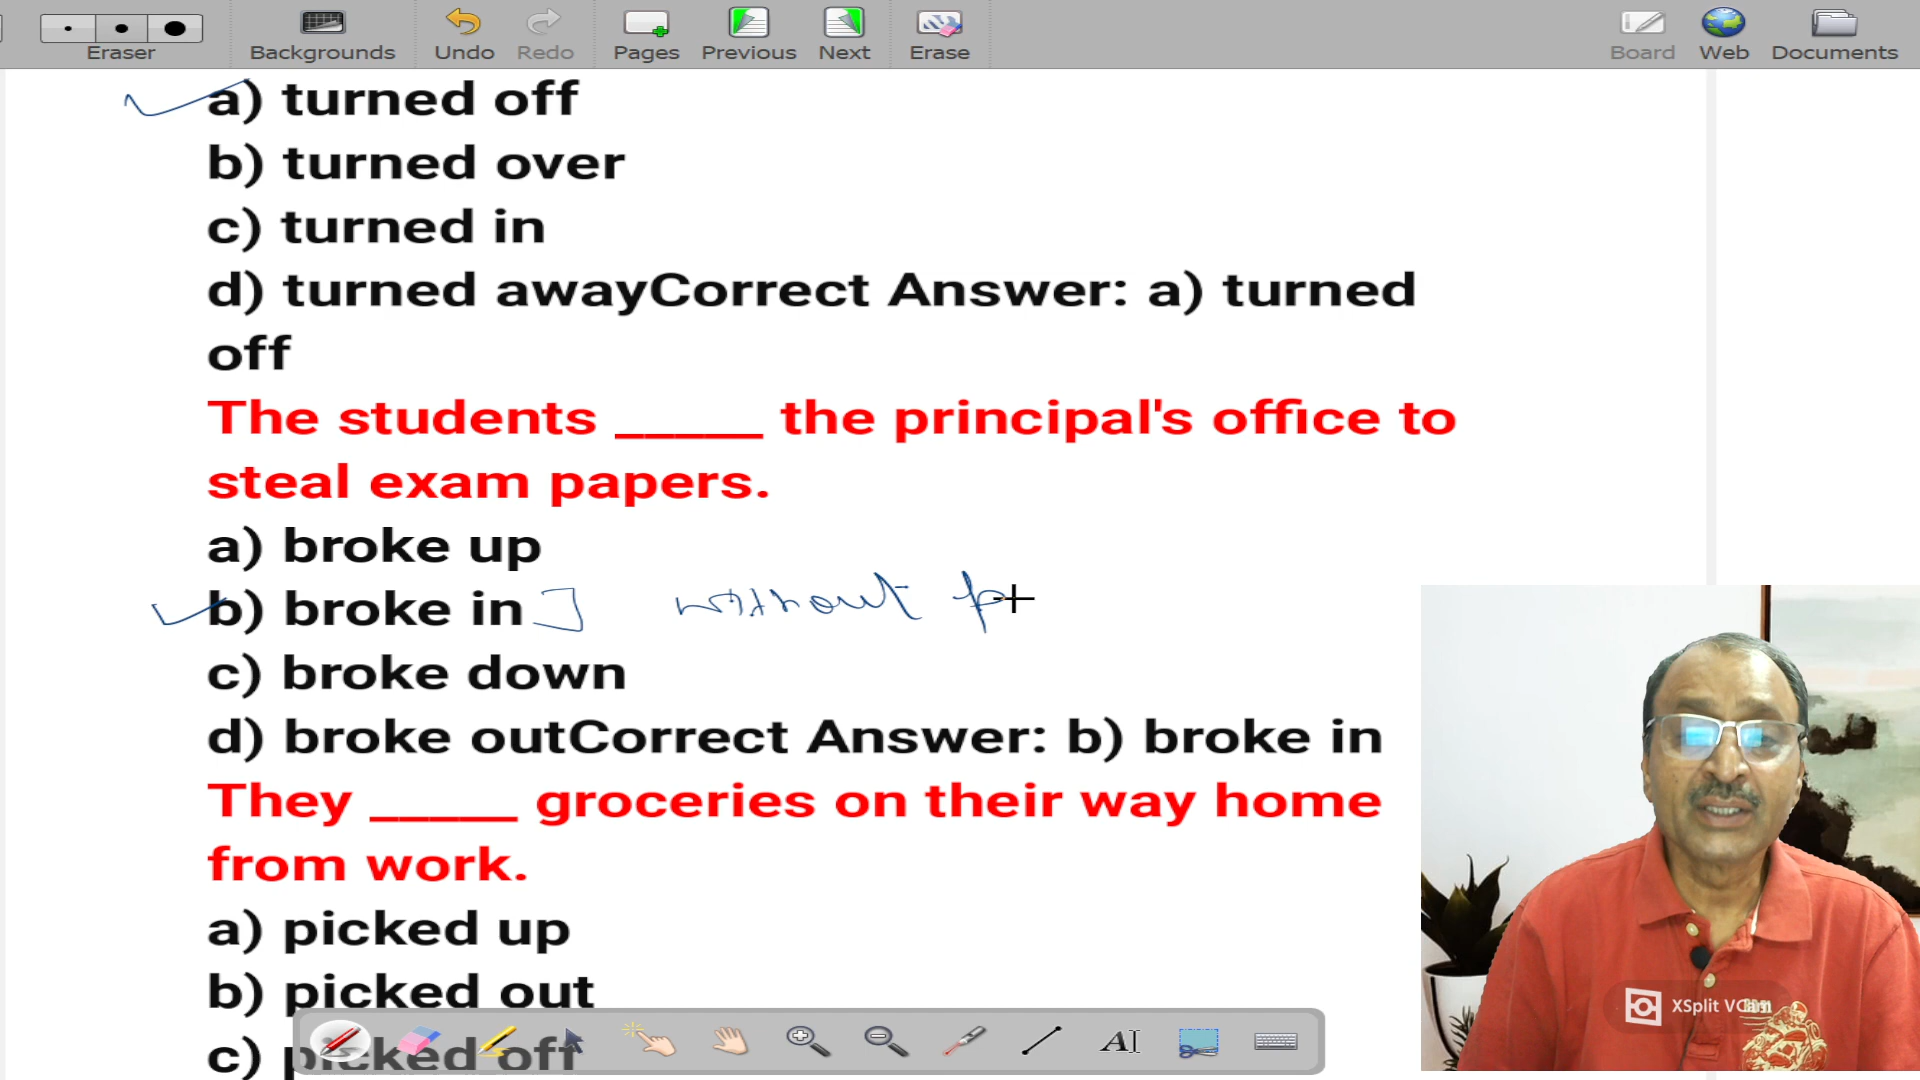 Eraser Backgrounds Undo Redo Pages Previous Next Erase Board Web Documents
a) turned off
b) turned over
c) turned in
d) turned awayCorrect Answer: a) turned
off
The students _____ the principal's office to
steal exam papers.
a) broke up
b) broke in without p
c) broke down
d) broke outCorrect Answer: b) broke in
They _____ groceries on their way home
from work.
a) picked up
b) picked out
XSplit VCam
c) picked off